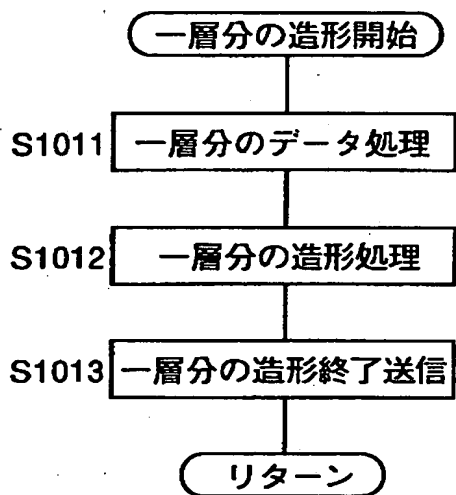 一層分の造形開始
S1011 一層分のデータ処理
S1012 一層分の造形処理
S1013 一層分の造形終了送信
リターン